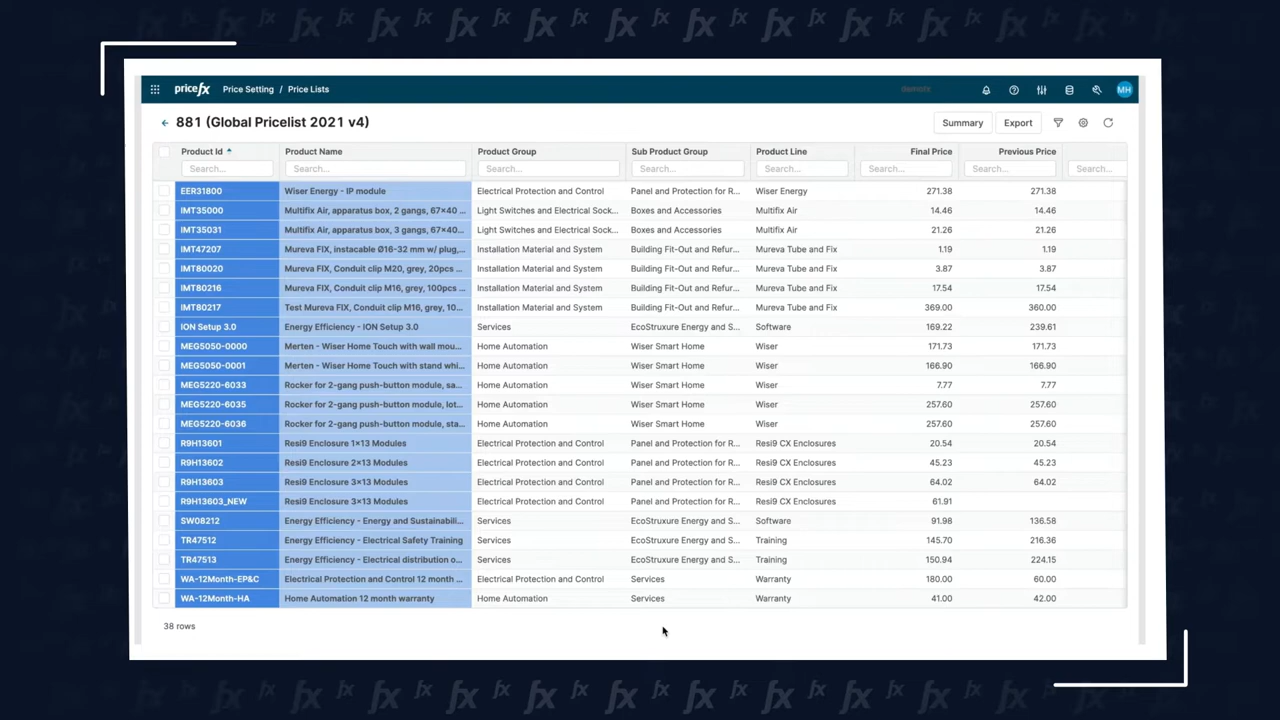 pricefx Price Setting / Price Lists MH
← 881 (Global Pricelist 2021 v4) Summary Export
Product Id Product Name Product Group Sub Product Group Product Line Final Price Previous Price
Search... Search... Search... Search... Search... Search... Search... Search...
EER31800 Wiser Energy - IP module Electrical Protection and Control Panel and Protection for R... Wiser Energy 271.38 271.38
IMT35000 Multifix Air, apparatus box, 2 gangs, 67×40 ... Light Switches and Electrical Sock... Boxes and Accessories Multifix Air 14.46 14.46
IMT35031 Multifix Air, apparatus box, 3 gangs, 67×40 ... Light Switches and Electrical Sock... Boxes and Accessories Multifix Air 21.26 21.26
IMT47207 Mureva FIX, instacable Ø16-32 mm w/ plug,... Installation Material and System Building Fit-Out and Refur... Mureva Tube and Fix 1.19 1.19
IMT80020 Mureva FIX, Conduit clip M20, grey, 20pcs ... Installation Material and System Building Fit-Out and Refur... Mureva Tube and Fix 3.87 3.87
IMT80216 Mureva FIX, Conduit clip M16, grey, 100pcs ... Installation Material and System Building Fit-Out and Refur... Mureva Tube and Fix 17.54 17.54
IMT80217 Test Mureva FIX, Conduit clip M16, grey, 10... Installation Material and System Building Fit-Out and Refur... Mureva Tube and Fix 369.00 360.00
ION Setup 3.0 Energy Efficiency - ION Setup 3.0 Services EcoStruxure Energy and S... Software 169.22 239.61
MEG5050-0000 Merten - Wiser Home Touch with wall mou... Home Automation Wiser Smart Home Wiser 171.73 171.73
MEG5050-0001 Merten - Wiser Home Touch with stand whi... Home Automation Wiser Smart Home Wiser 166.90 166.90
MEG5220-6033 Rocker for 2-gang push-button module, sa... Home Automation Wiser Smart Home Wiser 7.77 7.77
MEG5220-6035 Rocker for 2-gang push-button module, lot... Home Automation Wiser Smart Home Wiser 257.60 257.60
MEG5220-6036 Rocker for 2-gang push-button module, sta... Home Automation Wiser Smart Home Wiser 257.60 257.60
R9H13601 Resi9 Enclosure 1×13 Modules Electrical Protection and Control Panel and Protection for R... Resi9 CX Enclosures 20.54 20.54
R9H13602 Resi9 Enclosure 2×13 Modules Electrical Protection and Control Panel and Protection for R... Resi9 CX Enclosures 45.23 45.23
R9H13603 Resi9 Enclosure 3×13 Modules Electrical Protection and Control Panel and Protection for R... Resi9 CX Enclosures 64.02 64.02
R9H13603_NEW Resi9 Enclosure 3×13 Modules Electrical Protection and Control Panel and Protection for R... Resi9 CX Enclosures 61.91
SW08212 Energy Efficiency - Energy and Sustainabili... Services EcoStruxure Energy and S... Software 91.98 136.58
TR47512 Energy Efficiency - Electrical Safety Training Services EcoStruxure Energy and S... Training 145.70 216.36
TR47513 Energy Efficiency - Electrical distribution o... Services EcoStruxure Energy and S... Training 150.94 224.15
WA-12Month-EP&C Electrical Protection and Control 12 month ... Electrical Protection and Control Services Warranty 180.00 60.00
WA-12Month-HA Home Automation 12 month warranty Home Automation Services Warranty 41.00 42.00
38 rows